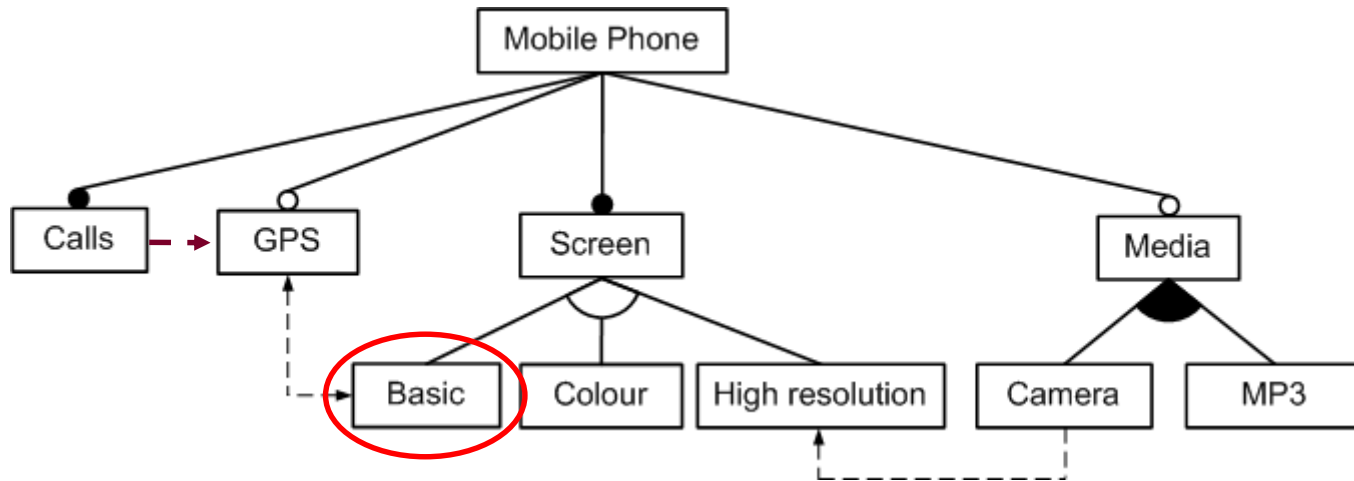 Mobile Phone
Calls
GPS
Screen
Media
Basic
Colour
High resolution
Camera
MP3